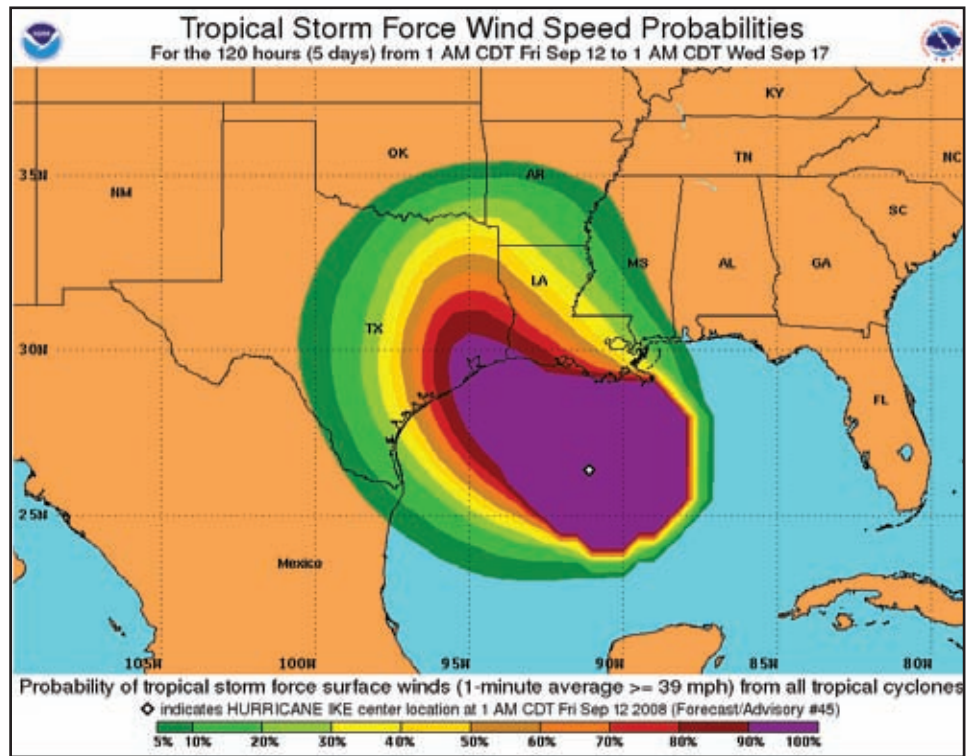 Tropical Storm Force Wind Speed Probabilities
For the 120 hours (5 days) from 1 AM CDT Fri Sep 12 to 1 AM CDT Wed Sep 17
KY
OK
TN
NC
AR
35N
NM
SC
MS
AL
GA
LA
TX
30N
FL
25N
Mexico
105W 100W 95W 90W 85W 80W
Probability of tropical storm force surface winds (1-minute average >= 39 mph) from all tropical cyclones
indicates HURRICANE IKE center location at 1 AM CDT Fri Sep 12 2008 (Forecast/Advisory #45)
5% 10% 20% 30% 40% 50% 60% 70% 80% 90% 100%